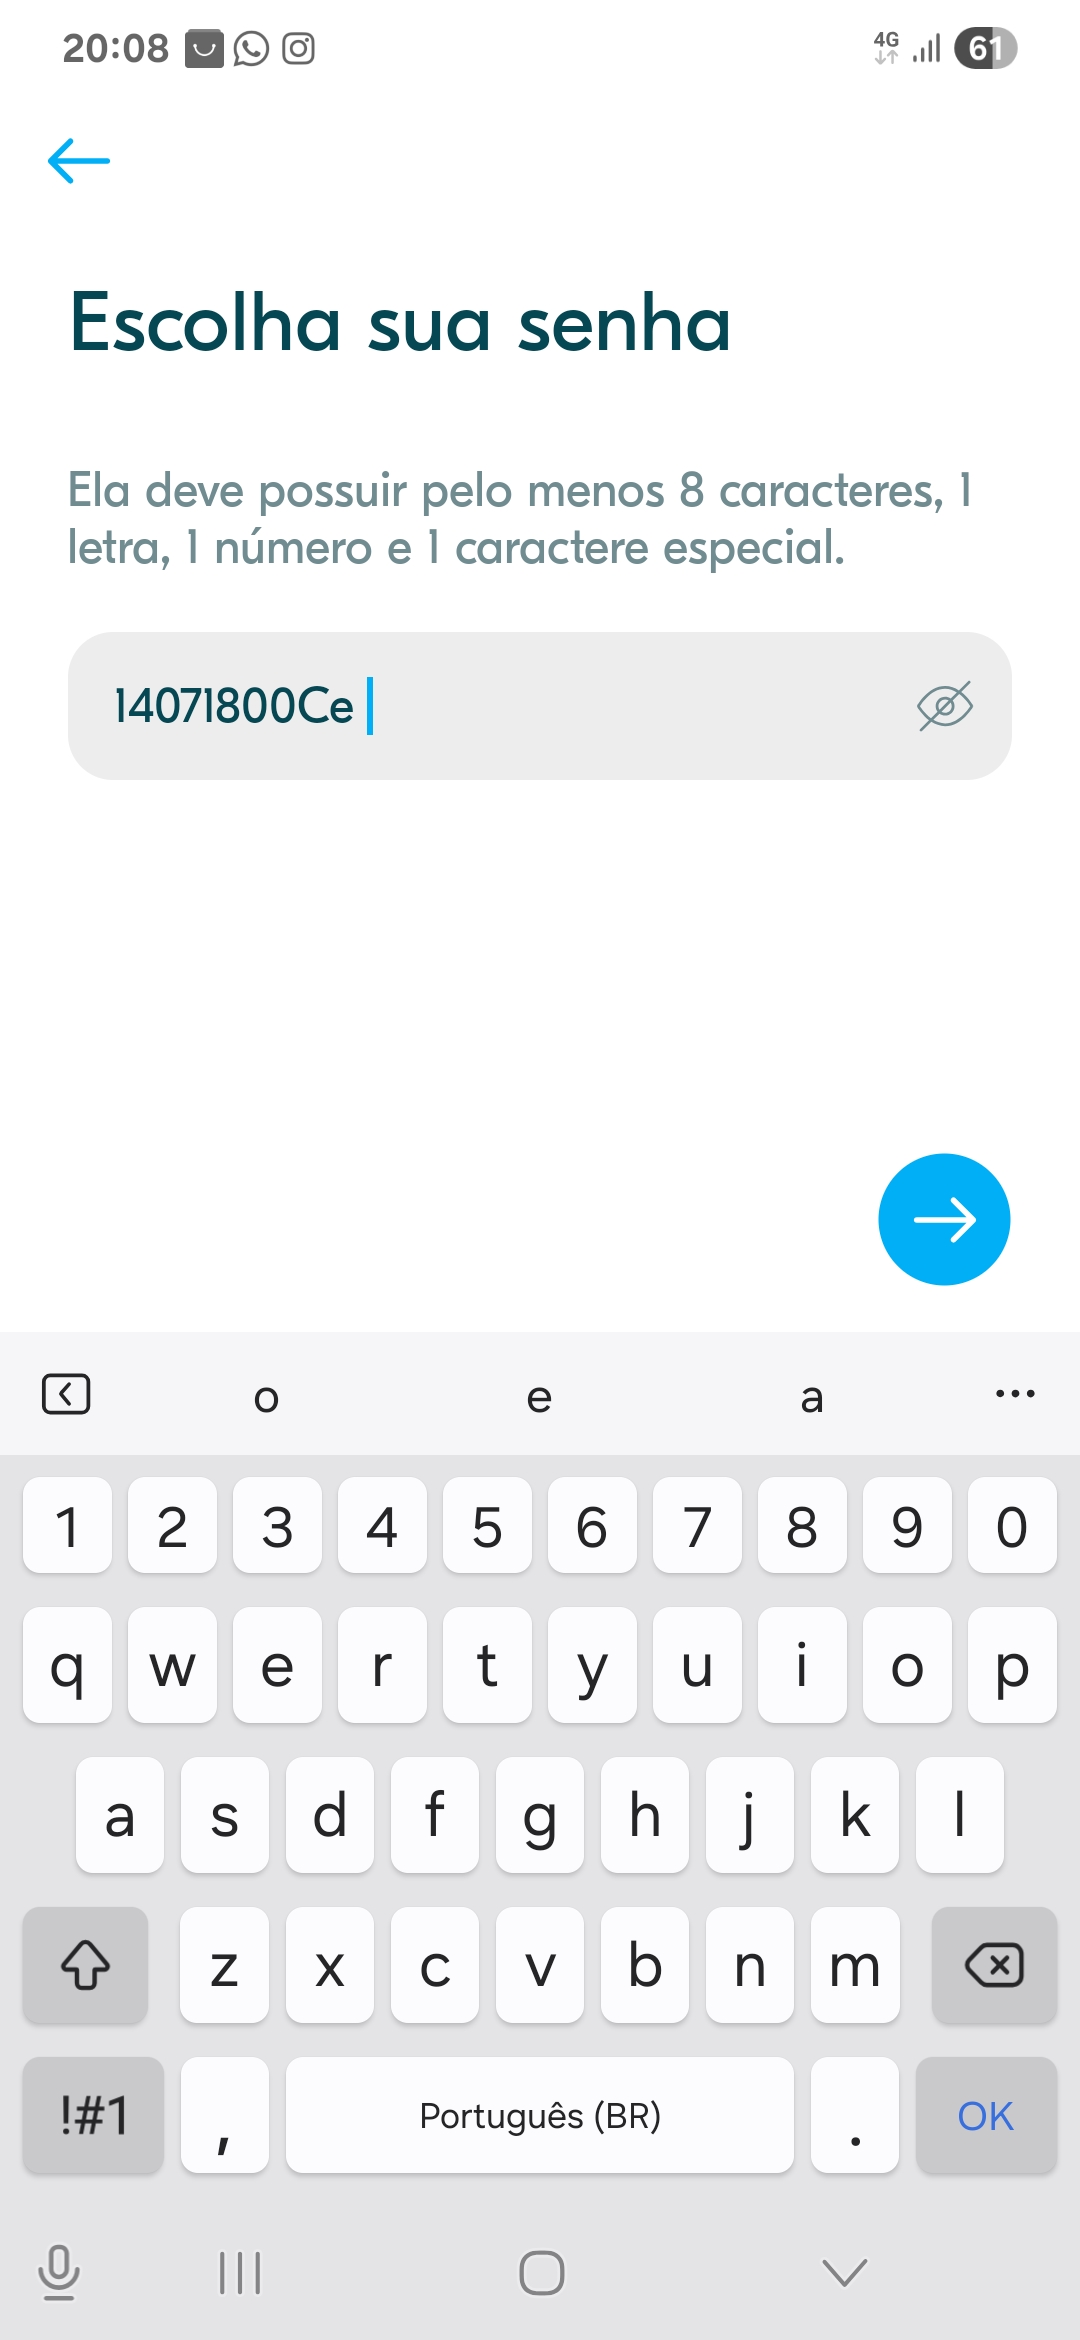 20:08 4G 61
Escolha sua senha
Ela deve possuir pelo menos 8 caracteres, 1
letra, 1 número e 1 caractere especial.
14071800Ce
o e a ...
1 2 3 4 5 6 7 8 9 0
q w e r t y u i o p
a s d f g h j k l
z x c v b n m
!#1 , Português (BR) . OK